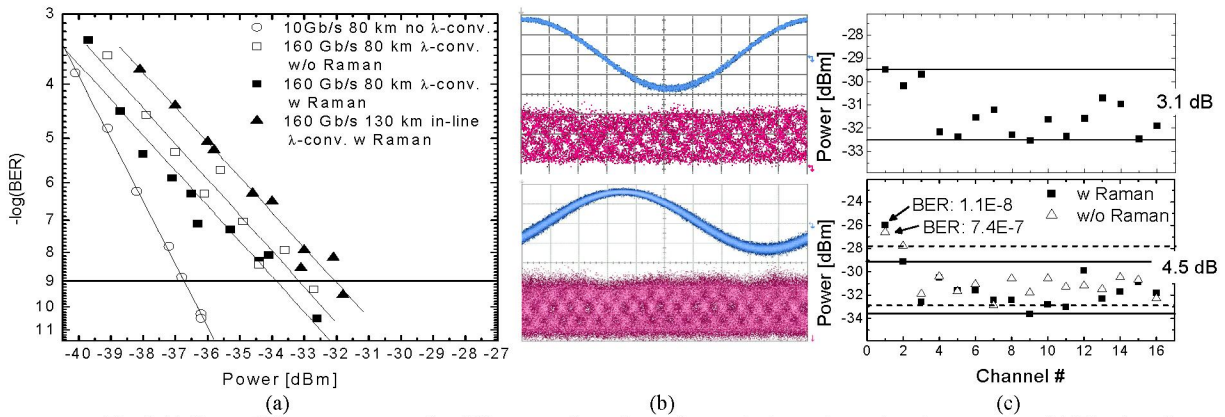 3
4
5
6
7
8
9
10
11
-log(BER)
10Gb/s 80 km no λ-conv.
160 Gb/s 80 km λ-conv.
w/o Raman
160 Gb/s 80 km λ-conv.
w Raman
160 Gb/s 130 km in-line
λ-conv. w Raman
-40 -39 -38 -37 -36 -35 -34 -33 -32 -31 -30 -29 -28 -27
Power [dBm]
(a)
(b)
-28
-29
-30
-31
-32
-33
Power [dBm]
3.1 dB
-22
-24
-26
-28
-30
-32
-34
Power [dBm]
BER: 1.1E-8
BER: 7.4E-7
w Raman
w/o Raman
4.5 dB
0 2 4 6 8 10 12 14 16
Channel #
(c)